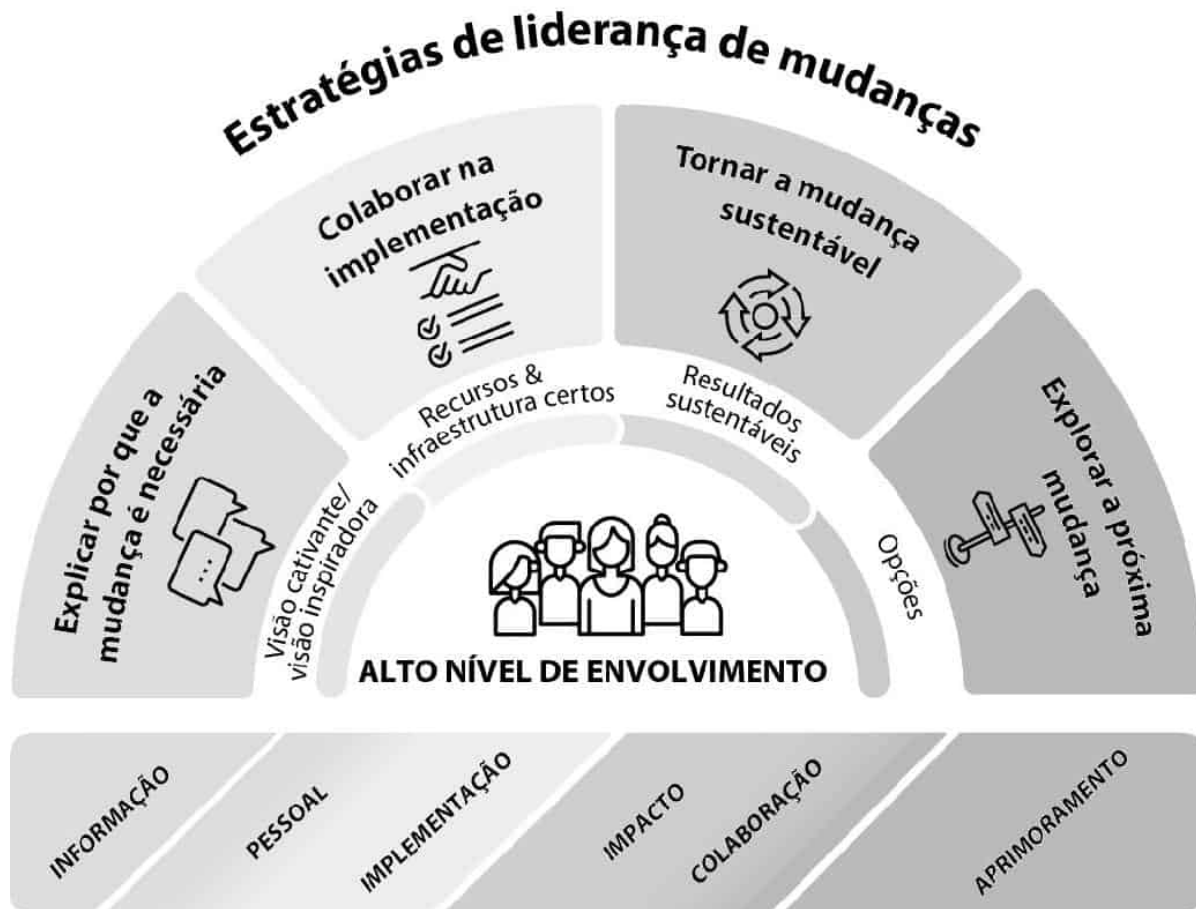 Estratégias de liderança de mudanças
Explicar por que a
mudança é necessária
Colaborar na
implementação
Tornar a mudança
sustentável
Explorar a próxima
mudança
Visão cativante/
visão inspiradora
Recursos &
infraestrutura certos
Resultados
sustentáveis
Opções
ALTO NÍVEL DE ENVOLVIMENTO
INFORMAÇÃO
PESSOAL
IMPLEMENTAÇÃO
IMPACTO
COLABORAÇÃO
APRIMORAMENTO